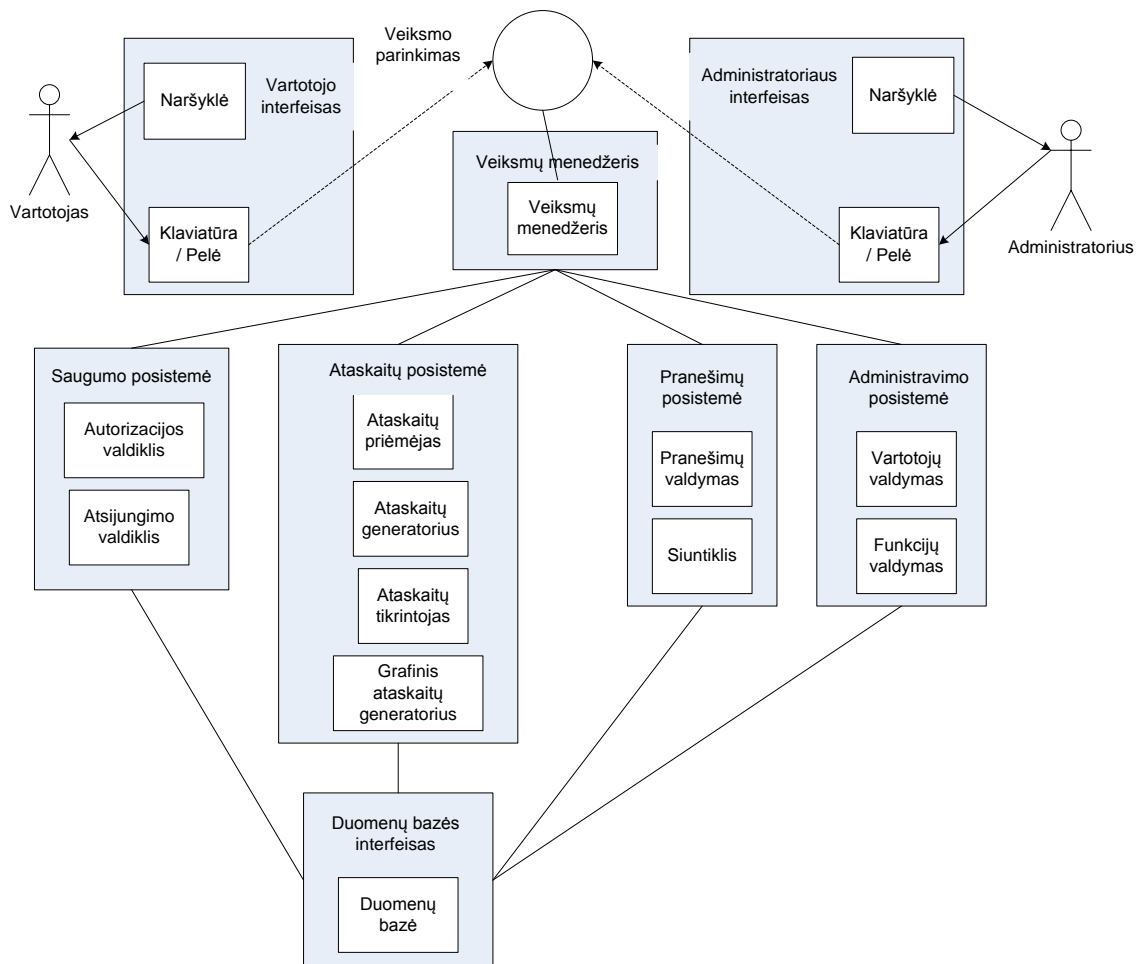 Veiksmo
parinkimas
Vartotojo
interfeisas
Naršyklė
Klaviatūra
/ Pelė
Vartotojas
Administratoriaus
interfeisas
Naršyklė
Klaviatūra
/ Pelė
Administratorius
Veiksmų menedžeris
Veiksmų
menedžeris
Saugumo posistemė
Autorizacijos
valdiklis
Atsijungimo
valdiklis
Ataskaitų posistemė
Ataskaitų
priėmėjas
Ataskaitų
generatorius
Ataskaitų
tikrintojas
Grafinis
ataskaitų
generatorius
Pranešimų
posistemė
Pranešimų
valdymas
Siuntiklis
Administravimo
posistemė
Vartotojų
valdymas
Funkcijų
valdymas
Duomenų bazės
interfeisas
Duomenų
bazė